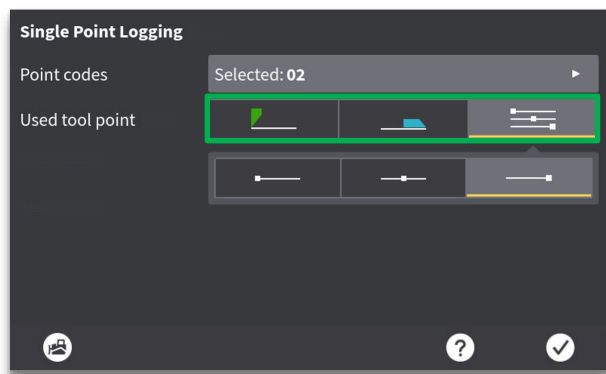 Single Point Logging
Point codes
Selected: 02
Used tool point
?